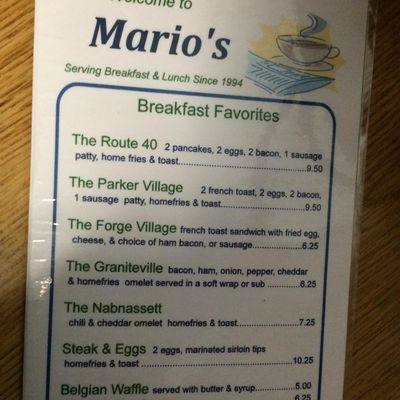 Welcome to
Mario's
Serving Breakfast & Lunch Since 1994
Breakfast Favorites
The Route 40 2 pancakes, 2 eggs, 2 bacon, 1 sausage
patty, home fries & toast.............................................9.50
The Parker Village 2 french toast, 2 eggs, 2 bacon,
1 sausage patty, homefries & toast................................9.50
The Forge Village french toast sandwich with fried egg,
cheese, & choice of ham bacon, or sausage................6.25
The Graniteville bacon, ham, onion, pepper, cheddar
& homefries omelet served in a soft wrap or sub ...........6.25
The Nabnassett
chili & cheddar omelet homefries & toast....................7.25
Steak & Eggs 2 eggs, marinated sirloin tips
homefries & toast .................................................10.25
Belgian Waffle served with butter & syrup.............5.00
6.25